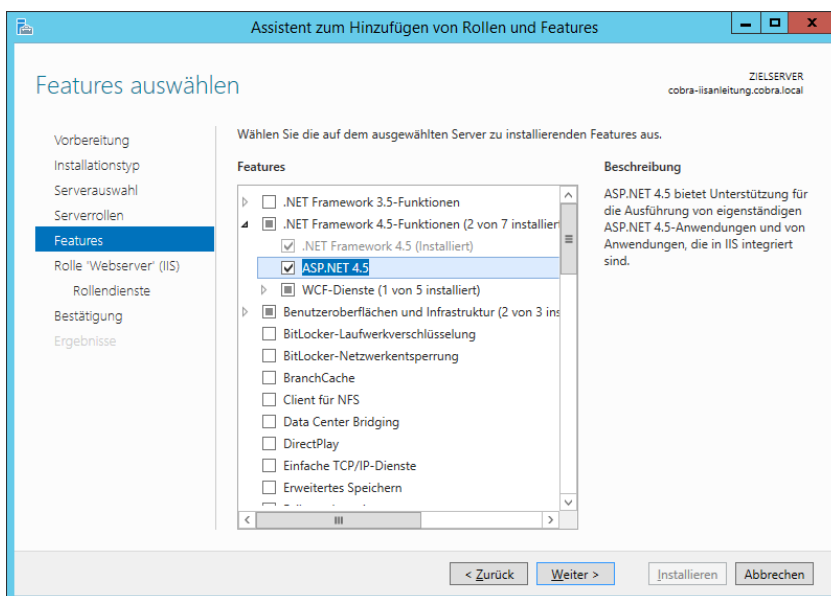 Assistent zum Hinzufügen von Rollen und Features
Features auswählen
ZIELSERVER
cobra-iisanleitung.cobra.local
Vorbereitung
Installationstyp
Serverauswahl
Serverrollen
Features
Rolle "Webserver" (IIS)
Rollendienste
Bestätigung
Ergebnisse
Wählen Sie die auf dem ausgewählten Server zu installierenden Features aus.
Features
.NET Framework 3.5-Funktionen
.NET Framework 4.5-Funktionen (2 von 7 installier
.NET Framework 4.5 (Installiert)
ASP.NET 4.5
WCF-Dienste (1 von 5 installiert)
Benutzeroberflächen und Infrastruktur (2 von 3 ins
BitLocker-Laufwerkverschlüsselung
BitLocker-Netzwerkentsperrung
BranchCache
Client für NFS
Data Center Bridging
DirectPlay
Einfache TCP/IP-Dienste
Erweitertes Speichern
Beschreibung
ASP.NET 4.5 bietet Unterstützung für
die Ausführung von eigenständigen
ASP.NET 4.5-Anwendungen und von
Anwendungen, die in IIS integriert
sind.
< Zurück
Weiter >
Installieren
Abbrechen